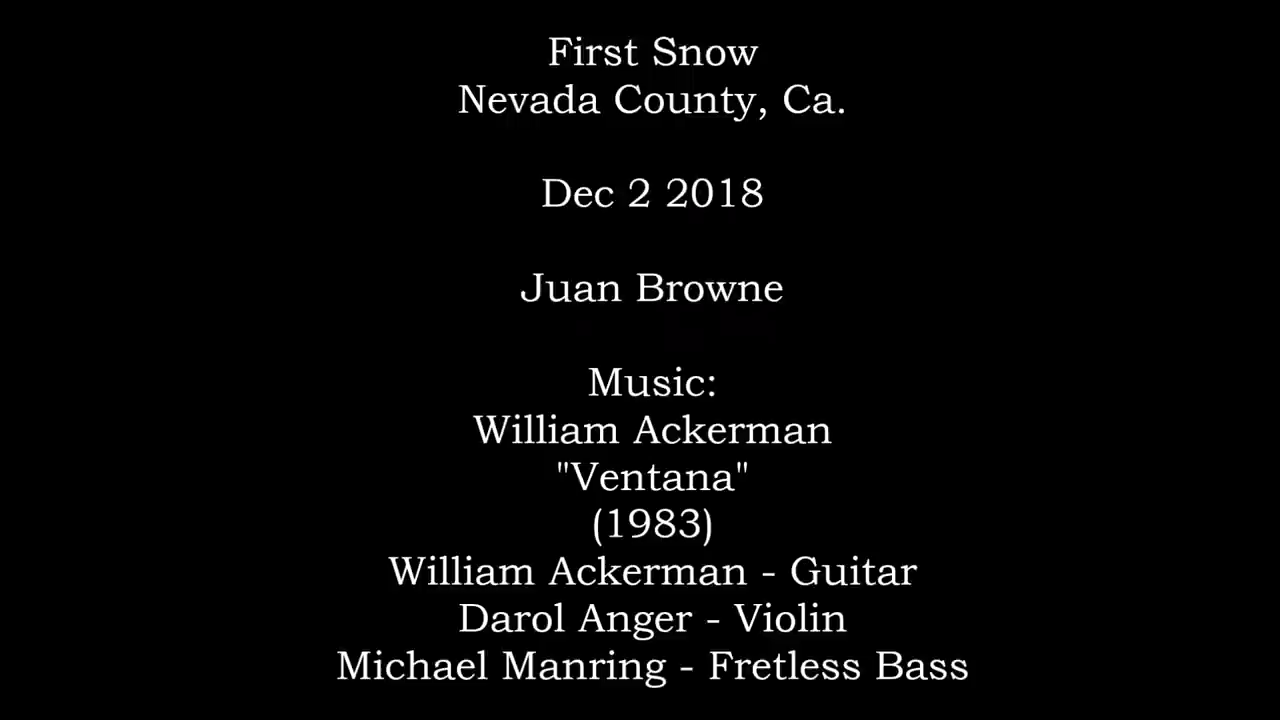 First Snow
Nevada County, Ca.
Dec 2 2018
Juan Browne
Music:
William Ackerman
"Ventana"
(1983)
William Ackerman - Guitar
Darol Anger - Violin
Michael Manring - Fretless Bass